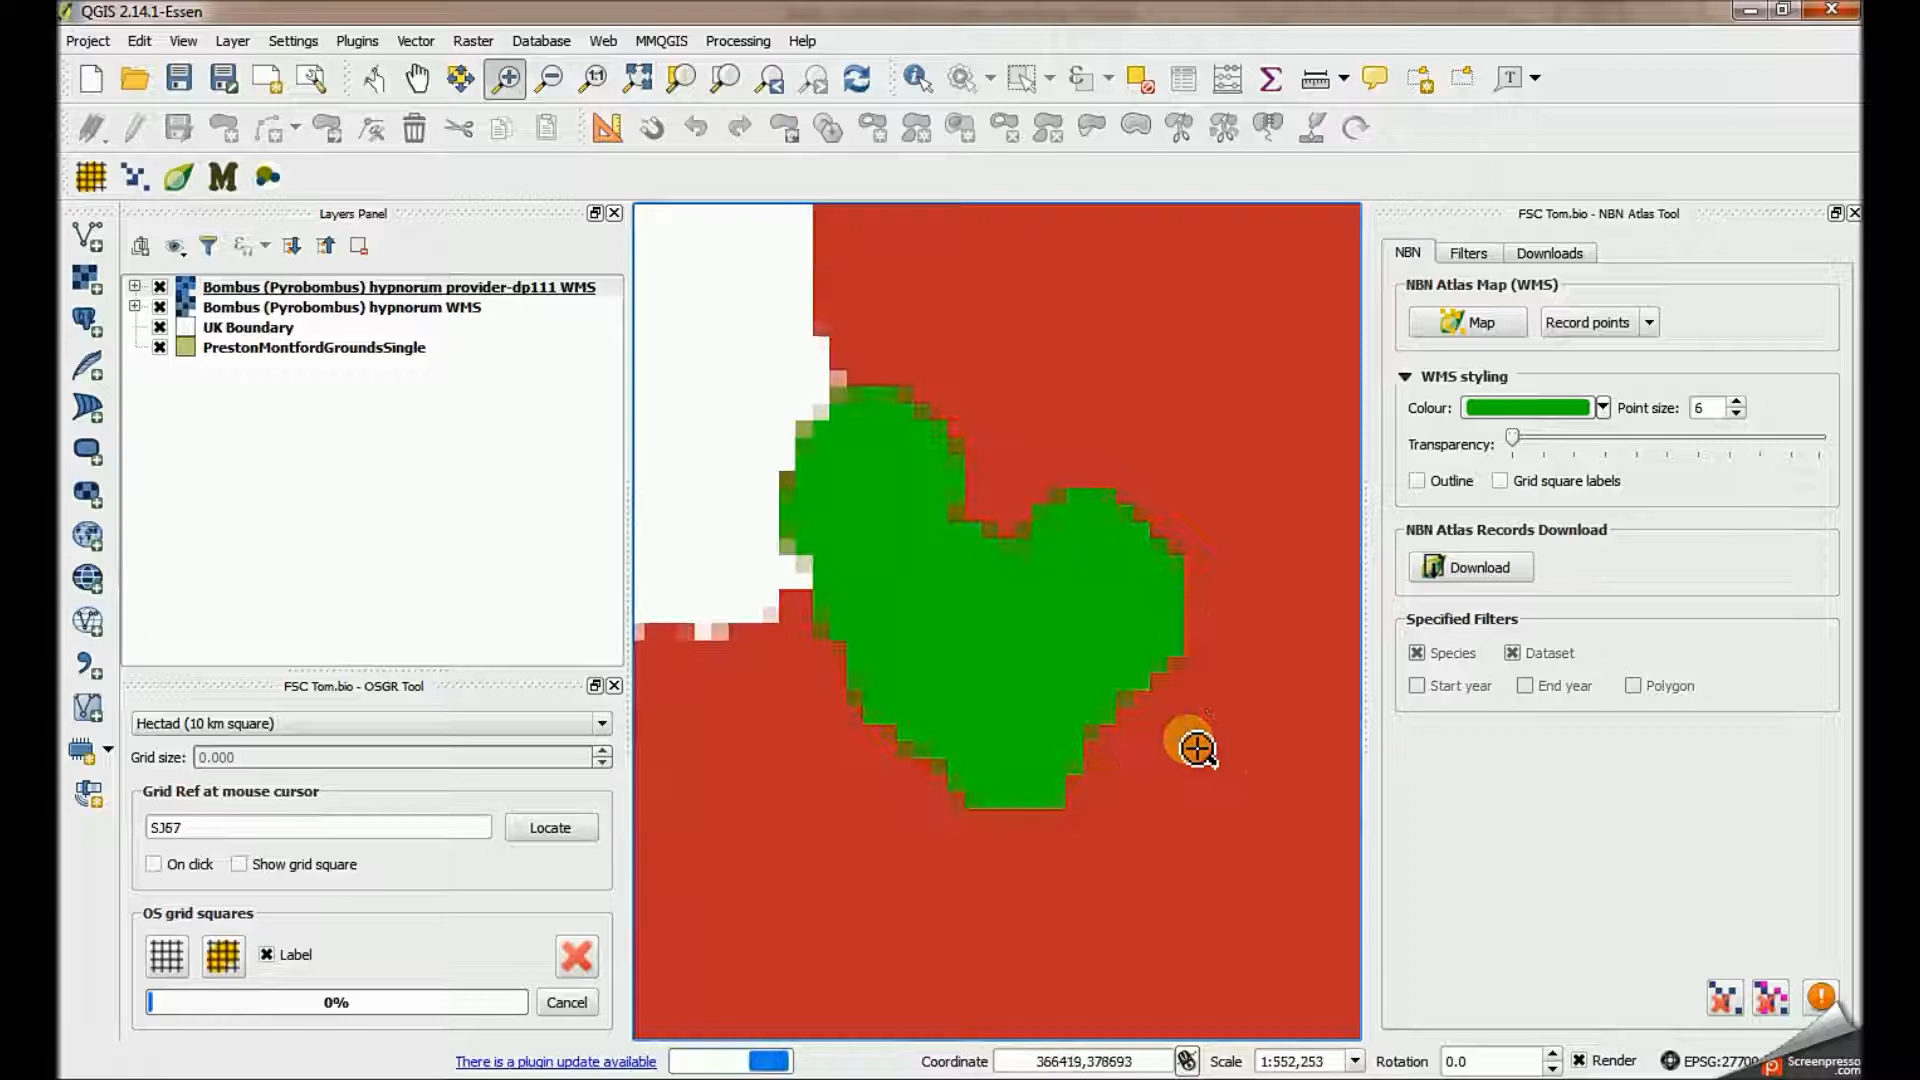 QGIS 2.14.1-Essen
Project Edit View Layer Settings Plugins Vector Raster Database Web MMQGIS Processing Help
Layers Panel
Bombus (Pyrobombus) hypnorum provider-dp111 WMS
Bombus (Pyrobombus) hypnorum WMS
UK Boundary
PrestonMontfordGroundsSingle
FSC Tom.bio - OSGR Tool
Hectad (10 km square)
Grid size: 0.000
Grid Ref at mouse cursor
SJ67
Locate
On click Show grid square
OS grid squares
Label
0% Cancel
FSC Tom.bio - NBN Atlas Tool
NBN Filters Downloads
NBN Atlas Map (WMS)
Map Record points
WMS styling
Colour: Point size: 6
Transparency:
Outline Grid square labels
NBN Atlas Records Download
Download
Specified Filters
Species Dataset
Start year End year Polygon
There is a plugin update available Coordinate 366419,378693 Scale 1:552,253 Rotation 0.0 Render EPSG:27700
Screenpresso
.com